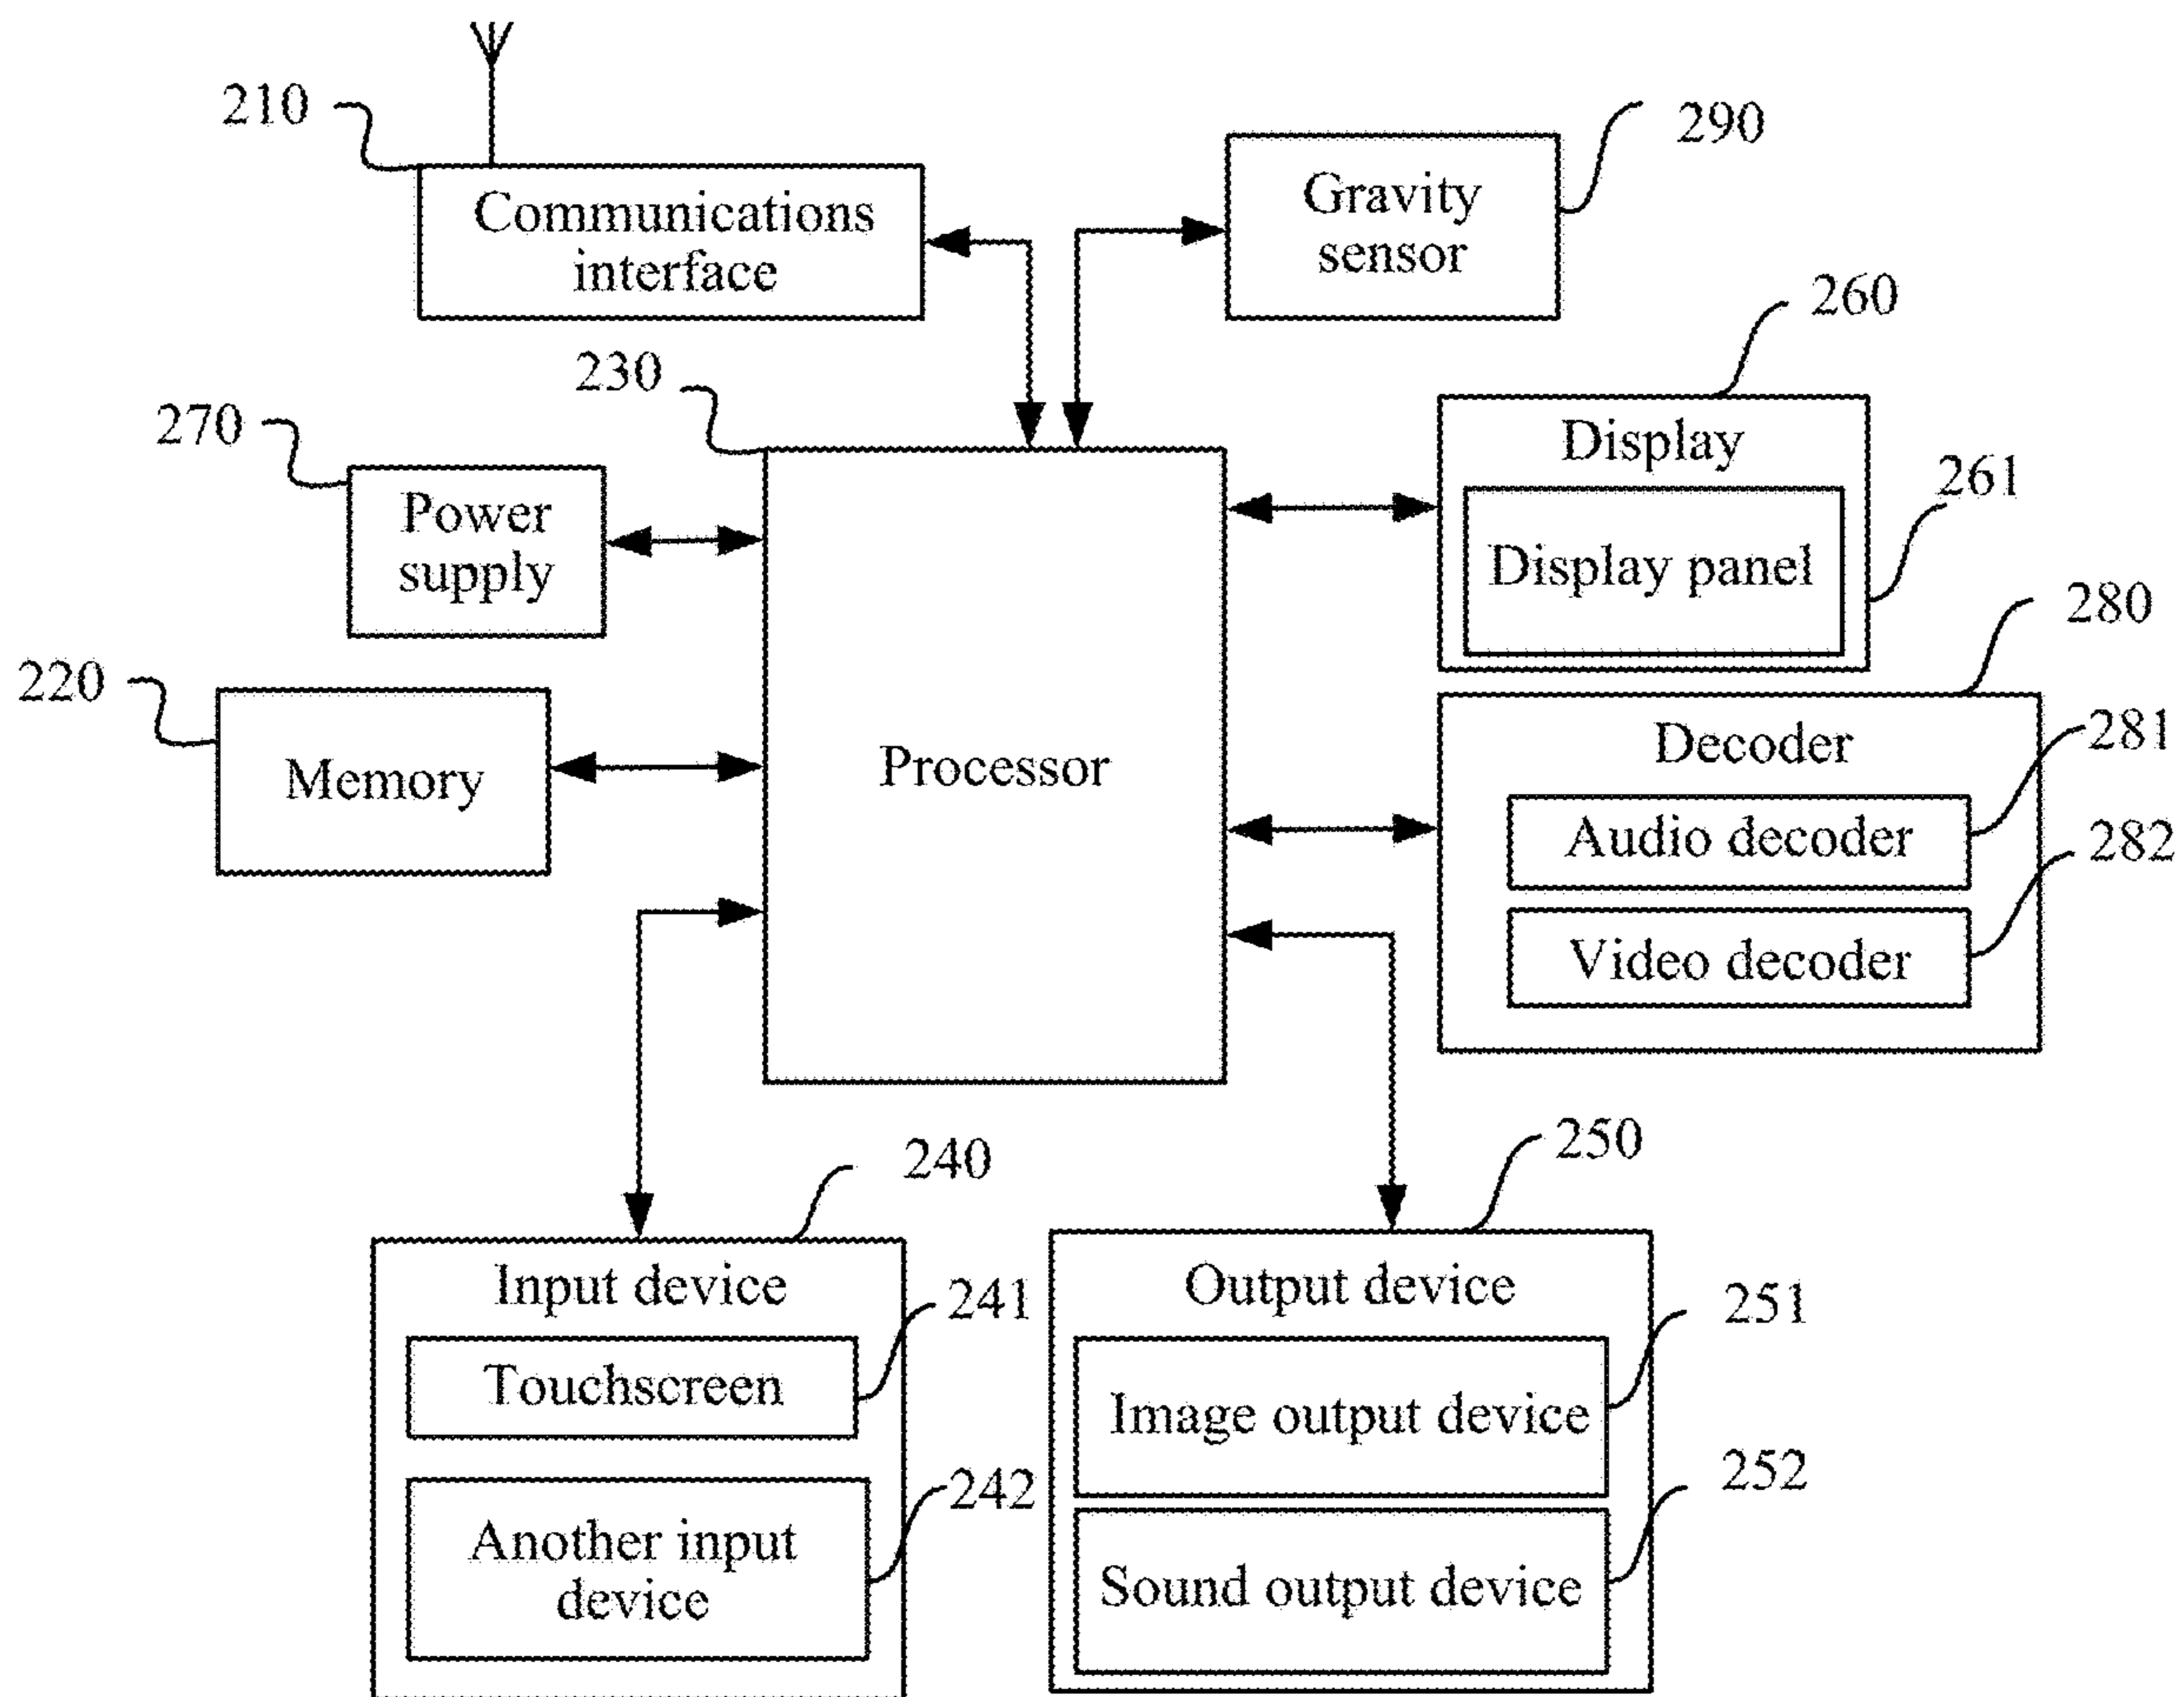 210
Communications
interface
290
Gravity
sensor
260
Display
261
Display panel
230
270
Power
supply
280
220
Memory
Processor
Decoder
281
Audio decoder
282
Video decoder
240
Input device
241
Touchscreen
242
Another input
device
250
Output device
251
Image output device
252
Sound output device